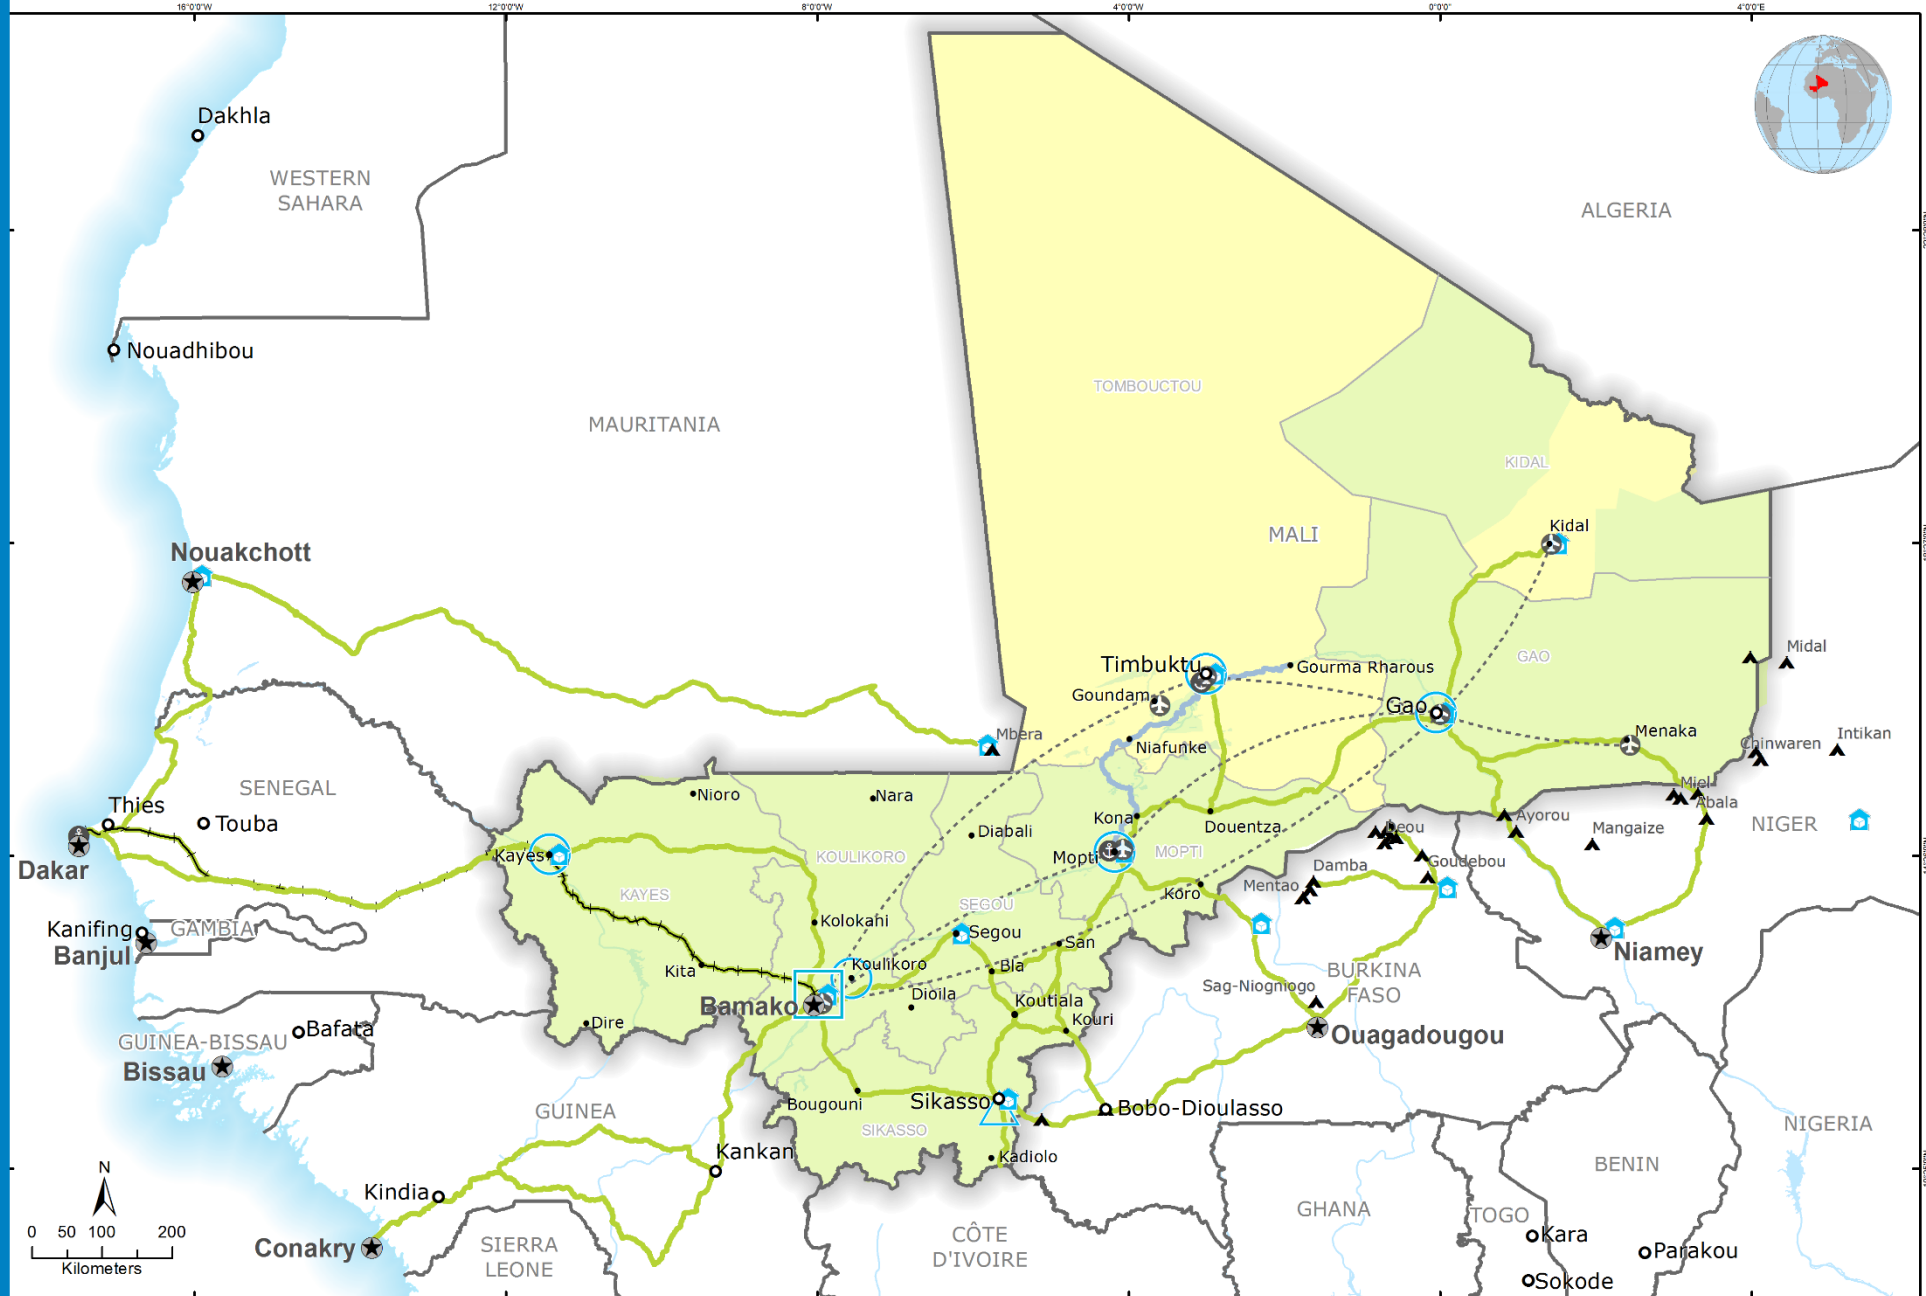 16°0'0"W
12°0'0"W
8°0'0"W
4°0'0"W
0°0'0"
4°0'0"E
Dakhla
WESTERN
SAHARA
ALGERIA
Nouadhibou
TOMBOUCTOU
MAURITANIA
KIDAL
MALI
Kidal
Nouakchott
Midal
GAO
Timbuktu
Gourma Rharous
Goundam
Gao
Menaka
Mbera
Niafunke
Chinwaren
Intikan
Miel
SENEGAL
Nioro
Nara
Abala
Thies
Touba
Kona
Douentza
Ayorou
NIGER
Diabali
Deou
Mangaize
Kayes
KOULIKORO
Mopti
MOPTI
Dakar
Damba
Goudebou
KAYES
Mentao
Koro
SEGOU
Kolokani
Kanifing
GAMBIA
Segou
San
Banjul
Niamey
Kita
Koulikoro
Bla
BURKINA
FASO
Sag-Niogniogo
Dioila
Bamako
Koutiala
Dire
Kouri
Bafata
GUINEA-BISSAU
Ouagadougou
Bissau
Bougouni
Sikasso
Bobo-Dioulasso
GUINEA
SIKASSO
NIGERIA
Kankan
Kadiolo
BENIN
N
Kindia
GHANA
TOGO
0 50 100 200
Kilometers
CÔTE
D'IVOIRE
Kara
Conakry
SIERRA
LEONE
Parakou
Sokode